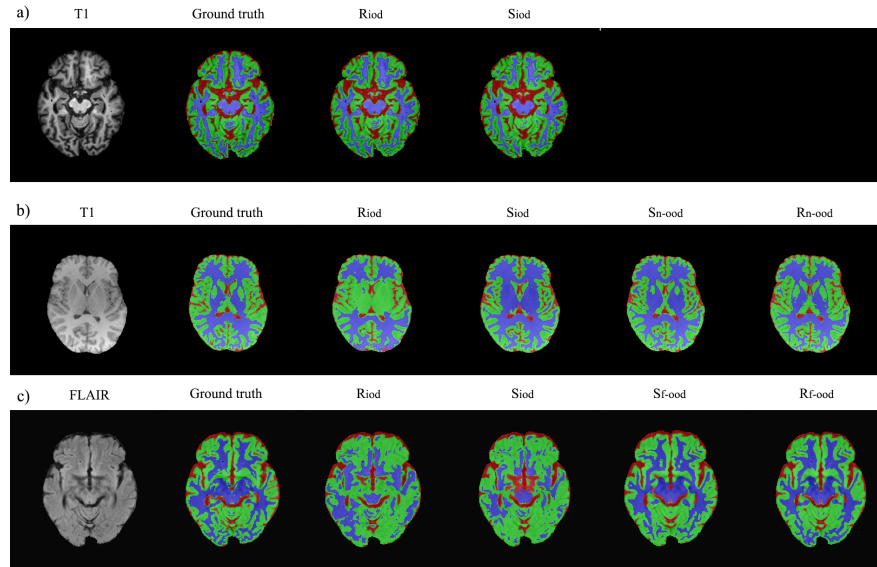 a) T1 Ground truth Riod Siod
b) T1 Ground truth Riod Siod Sn-ood Rn-ood
c) FLAIR Ground truth Riod Siod Sf-ood Rf-ood